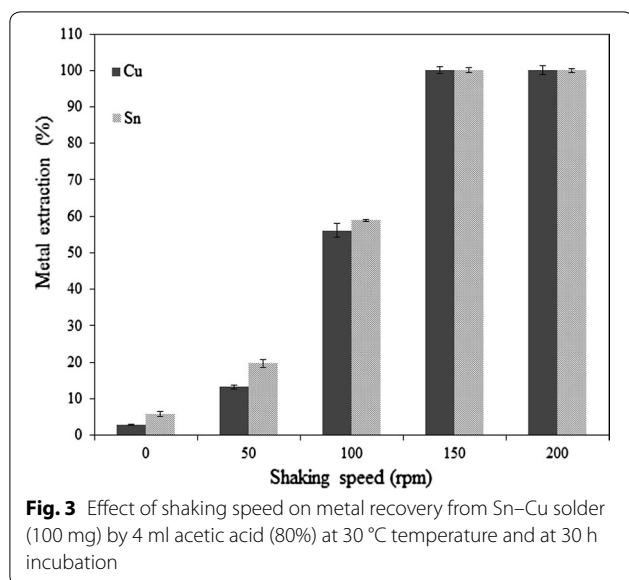 110
100
90
80
70
60
50
40
30
20
10
0
Metal extraction (%)
Cu
Sn
0 50 100 150 200
Shaking speed (rpm)
Fig. 3 Effect of shaking speed on metal recovery from Sn–Cu solder
(100 mg) by 4 ml acetic acid (80%) at 30 °C temperature and at 30 h
incubation